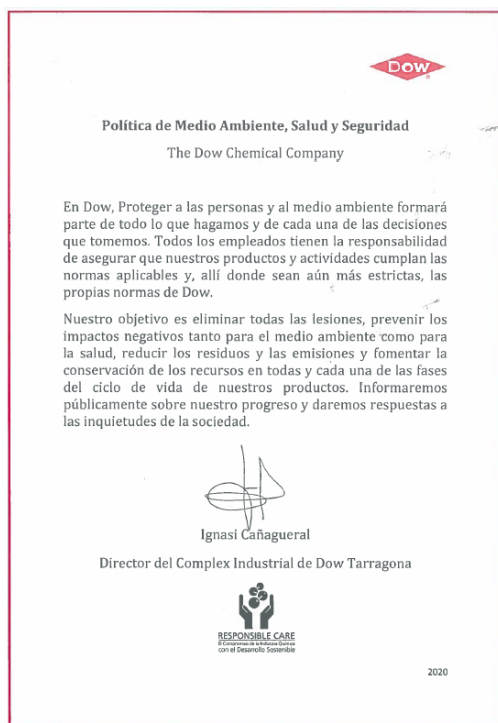 Dow
Política de Medio Ambiente, Salud y Seguridad
The Dow Chemical Company
En Dow, Proteger a las personas y al medio ambiente formará
parte de todo lo que hagamos y de cada una de las decisiones
que tomemos. Todos los empleados tienen la responsabilidad
de asegurar que nuestros productos y actividades cumplan las
normas aplicables y, allí donde sean aún más estrictas, las
propias normas de Dow.
Nuestro objetivo es eliminar todas las lesiones, prevenir los
impactos negativos tanto para el medio ambiente como para
la salud, reducir los residuos y las emisiones y fomentar la
conservación de los recursos en todas y cada una de las fases
del ciclo de vida de nuestros productos. Informaremos
públicamente sobre nuestro progreso y daremos respuestas a
las inquietudes de la sociedad.
Ignasi Cañagueral
Director del Complex Industrial de Dow Tarragona
RESPONSIBLE CARE
El Compromiso de la Industria Química
con el Desarrollo Sostenible
2020